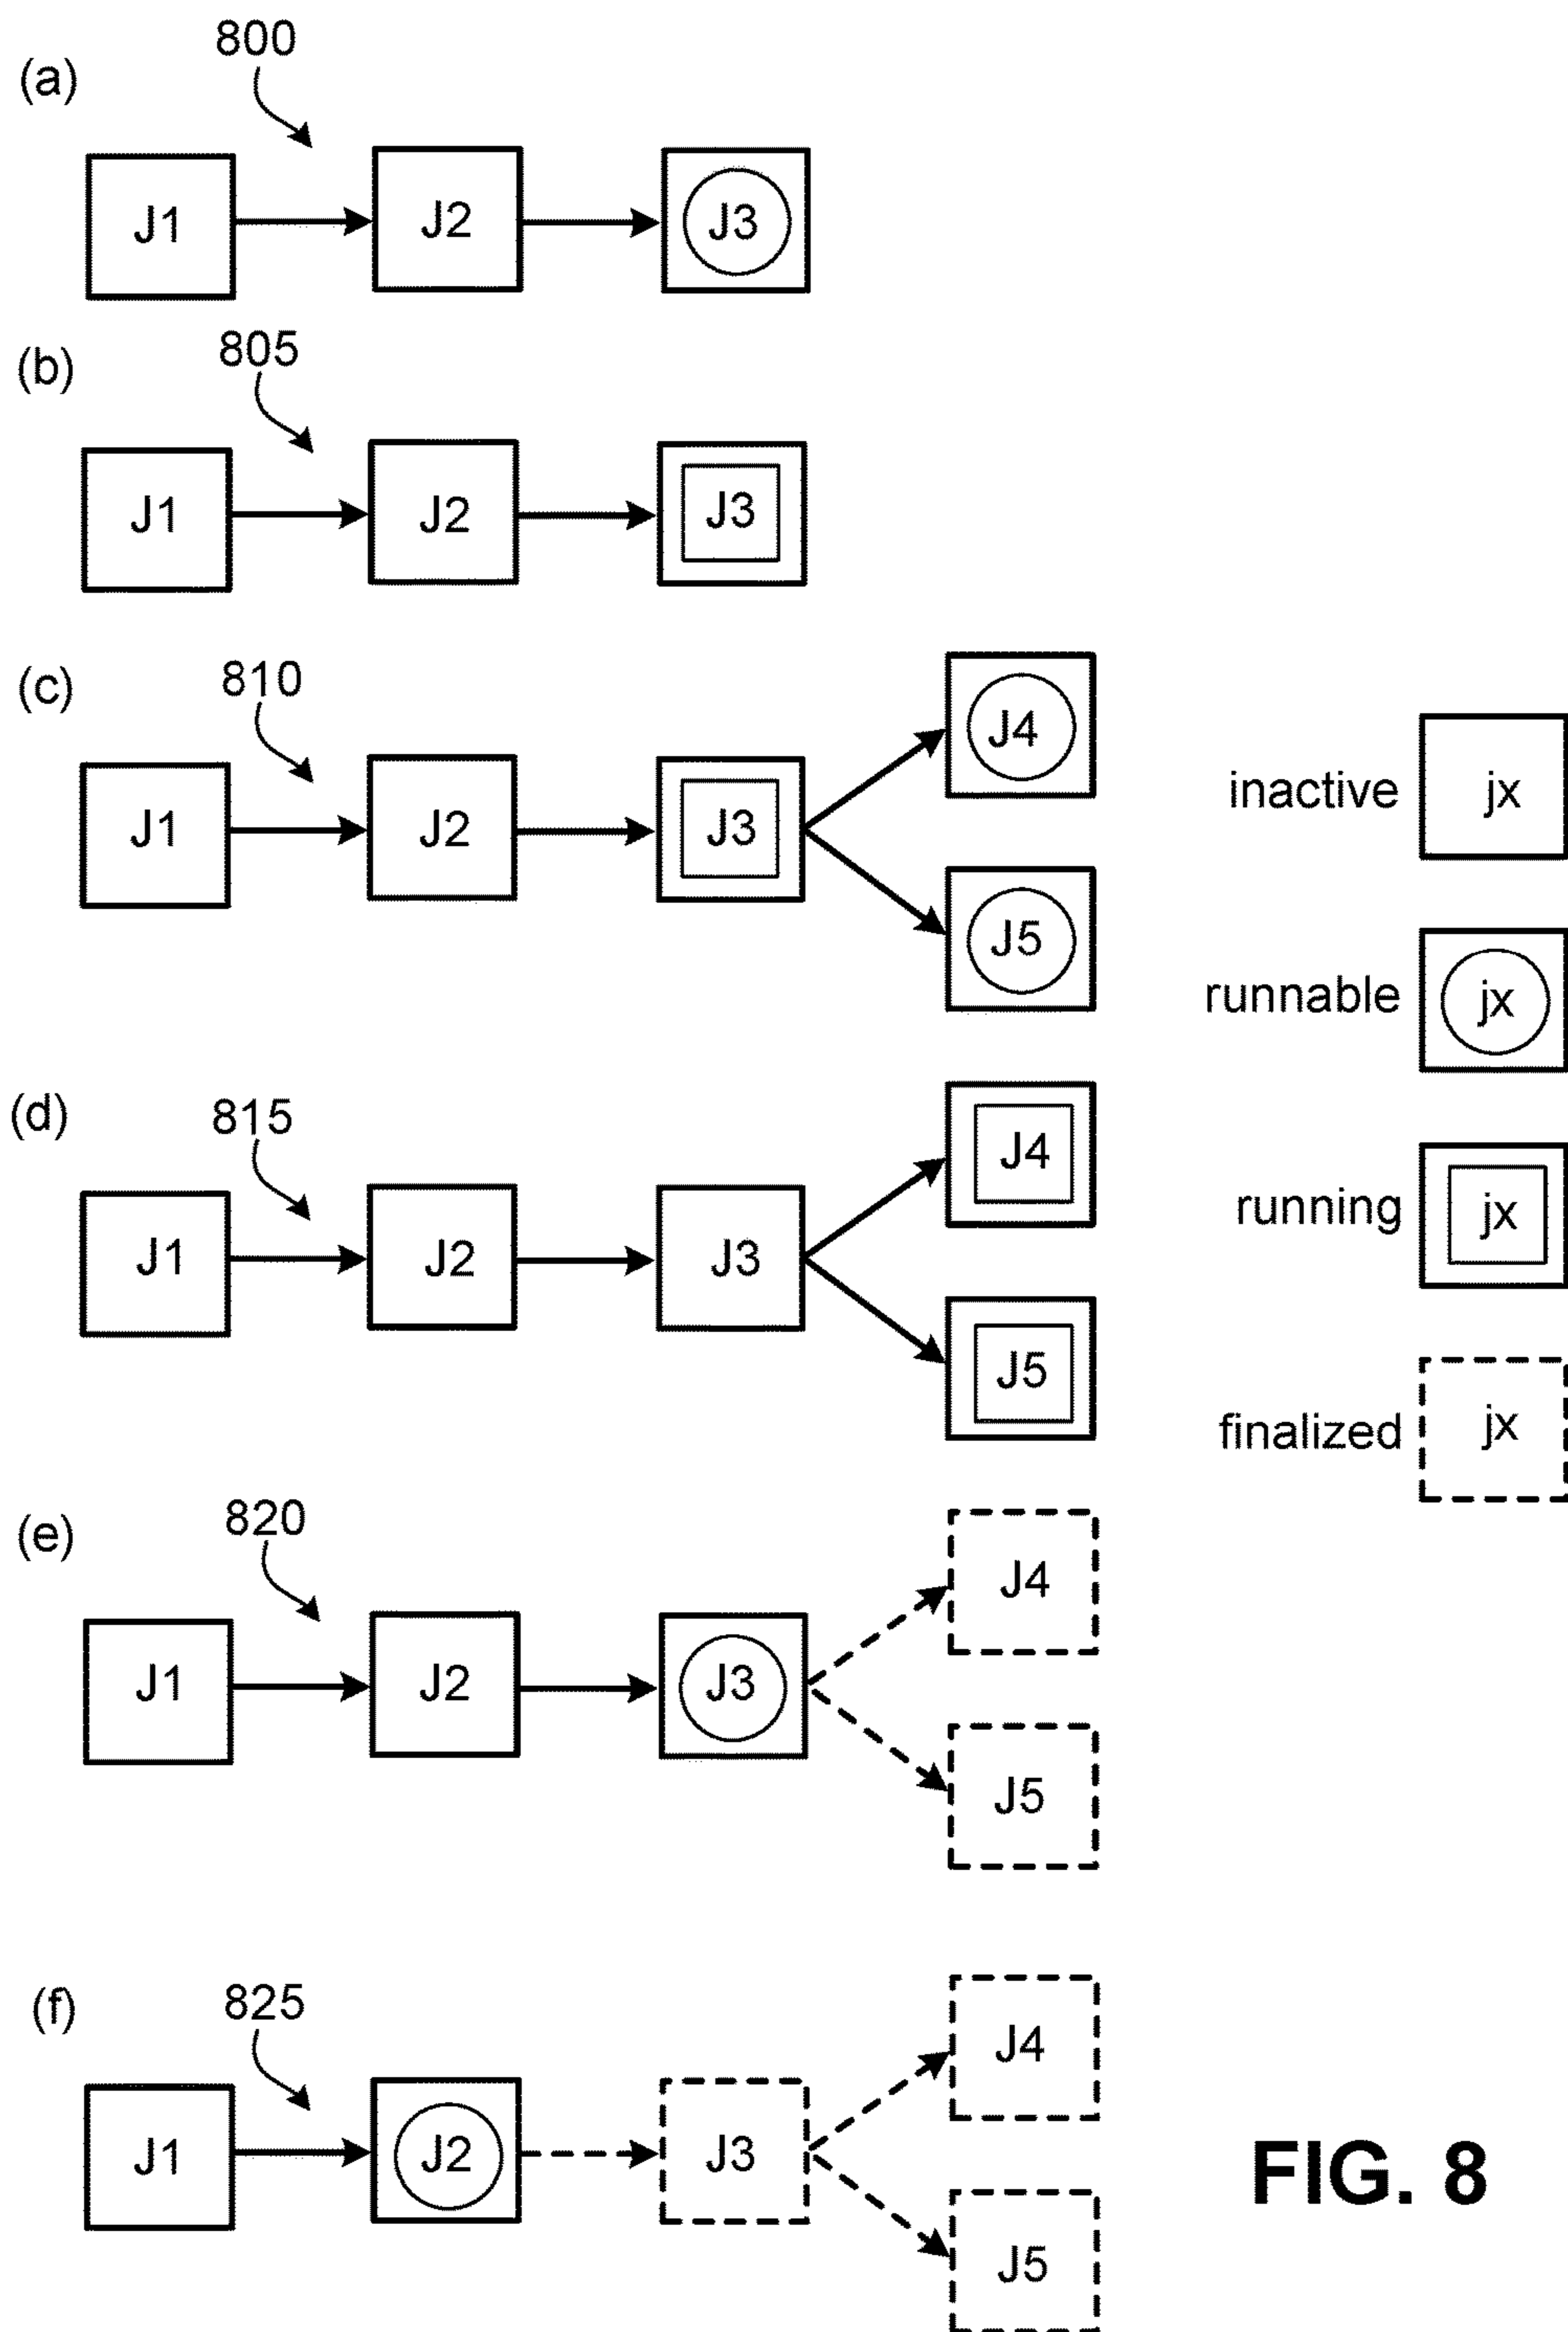 (a)
800
J1
J2
J3
(b)
805
J1
J2
J3
(c)
810
J1
J2
J3
J4
J5
(d)
815
J1
J2
J3
J4
J5
(e)
820
J1
J2
J3
J4
J5
(f)
825
J1
J2
J3
J4
J5
inactive jx
runnable jx
running jx
finalized jx
FIG. 8